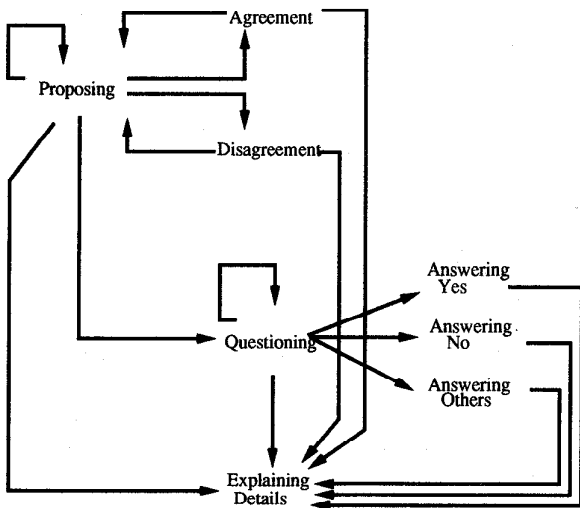 Agreement
Proposing
Disagreement
Answering
Yes
Questioning
Answering
No
Answering
Others
Explaining
Details